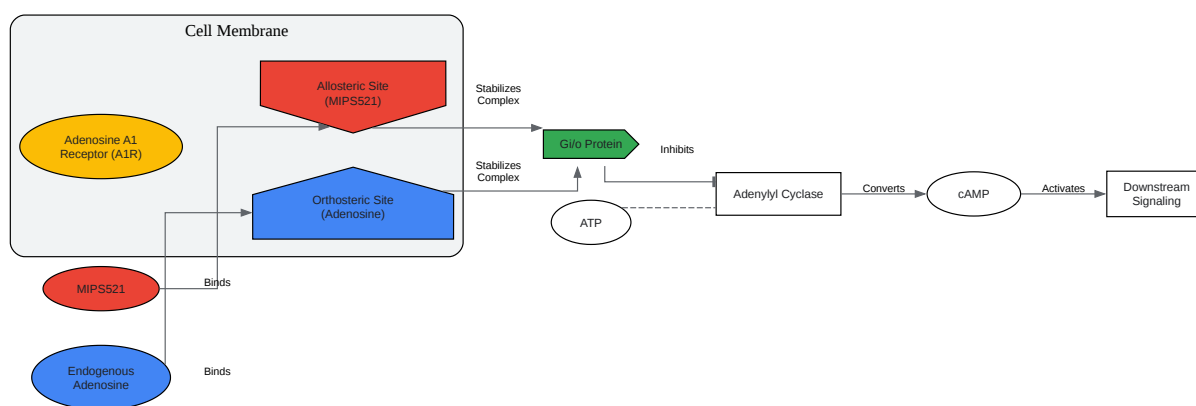 Cell Membrane
Allosteric Site
(MIPS521)
Stabilizes
Complex
Adenosine A1
Receptor (A1R)
Gi/o Protein
Inhibits
Stabilizes
Complex
Orthosteric Site
(Adenosine)
Adenylyl Cyclase
Converts
cAMP
Activates
Downstream
Signaling
ATP
MIPS521
Binds
Endogenous
Adenosine
Binds